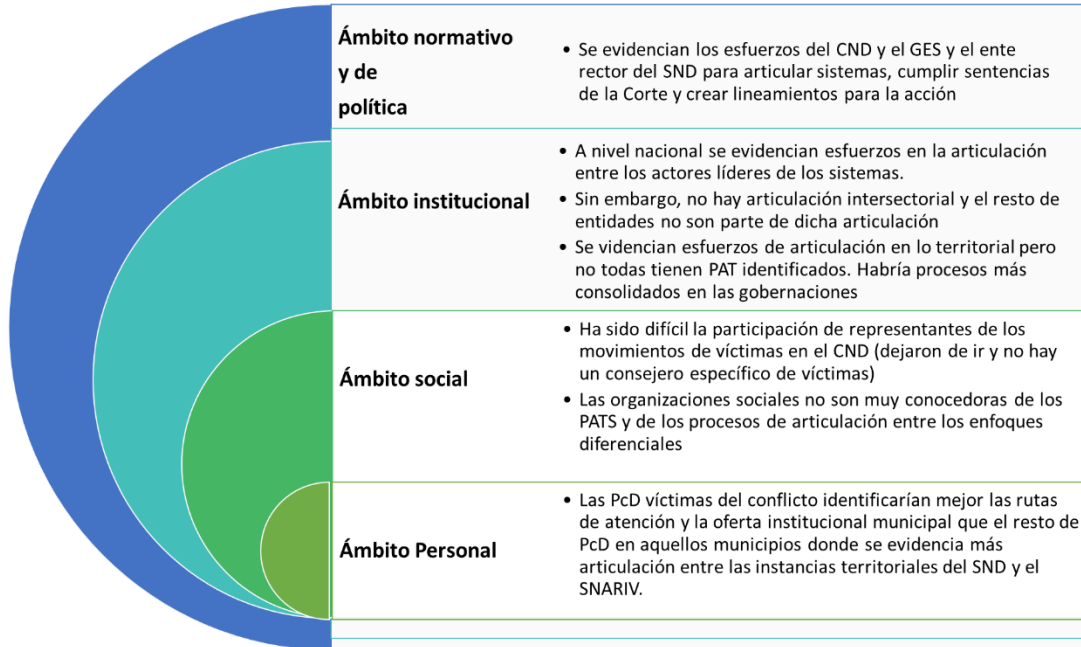 Ámbito normativo
y de
política
• Se evidencian los esfuerzos del CND y el GES y el ente
rector del SND para articular sistemas, cumplir sentencias
de la Corte y crear lineamientos para la acción
Ámbito institucional
• A nivel nacional se evidencian esfuerzos en la articulación
entre los actores líderes de los sistemas.
• Sin embargo, no hay articulación intersectorial y el resto de
entidades no son parte de dicha articulación
• Se videncian esfuerzos de articulación en lo territorial pero
no todas tienen PAT identificados. Habría procesos más
consolidados en las gobernaciones
Ámbito social
• Ha sido difícil la participación de representantes de los
movimientos de víctimas en el CND (dejaron de ir y no hay
un consejero específico de víctimas)
• Las organizaciones sociales no son muy conocedoras de los
PATS y de los procesos de articulación entre los enfoques
diferenciales
Ámbito Personal
• Las PcD víctimas del conflicto identificarían mejor las rutas
de atención y la oferta institucional municipal que el resto de
PcD en aquellos municipios donde se evidencia más
articulación entre las instancias territoriales del SND y el
SNARIV.